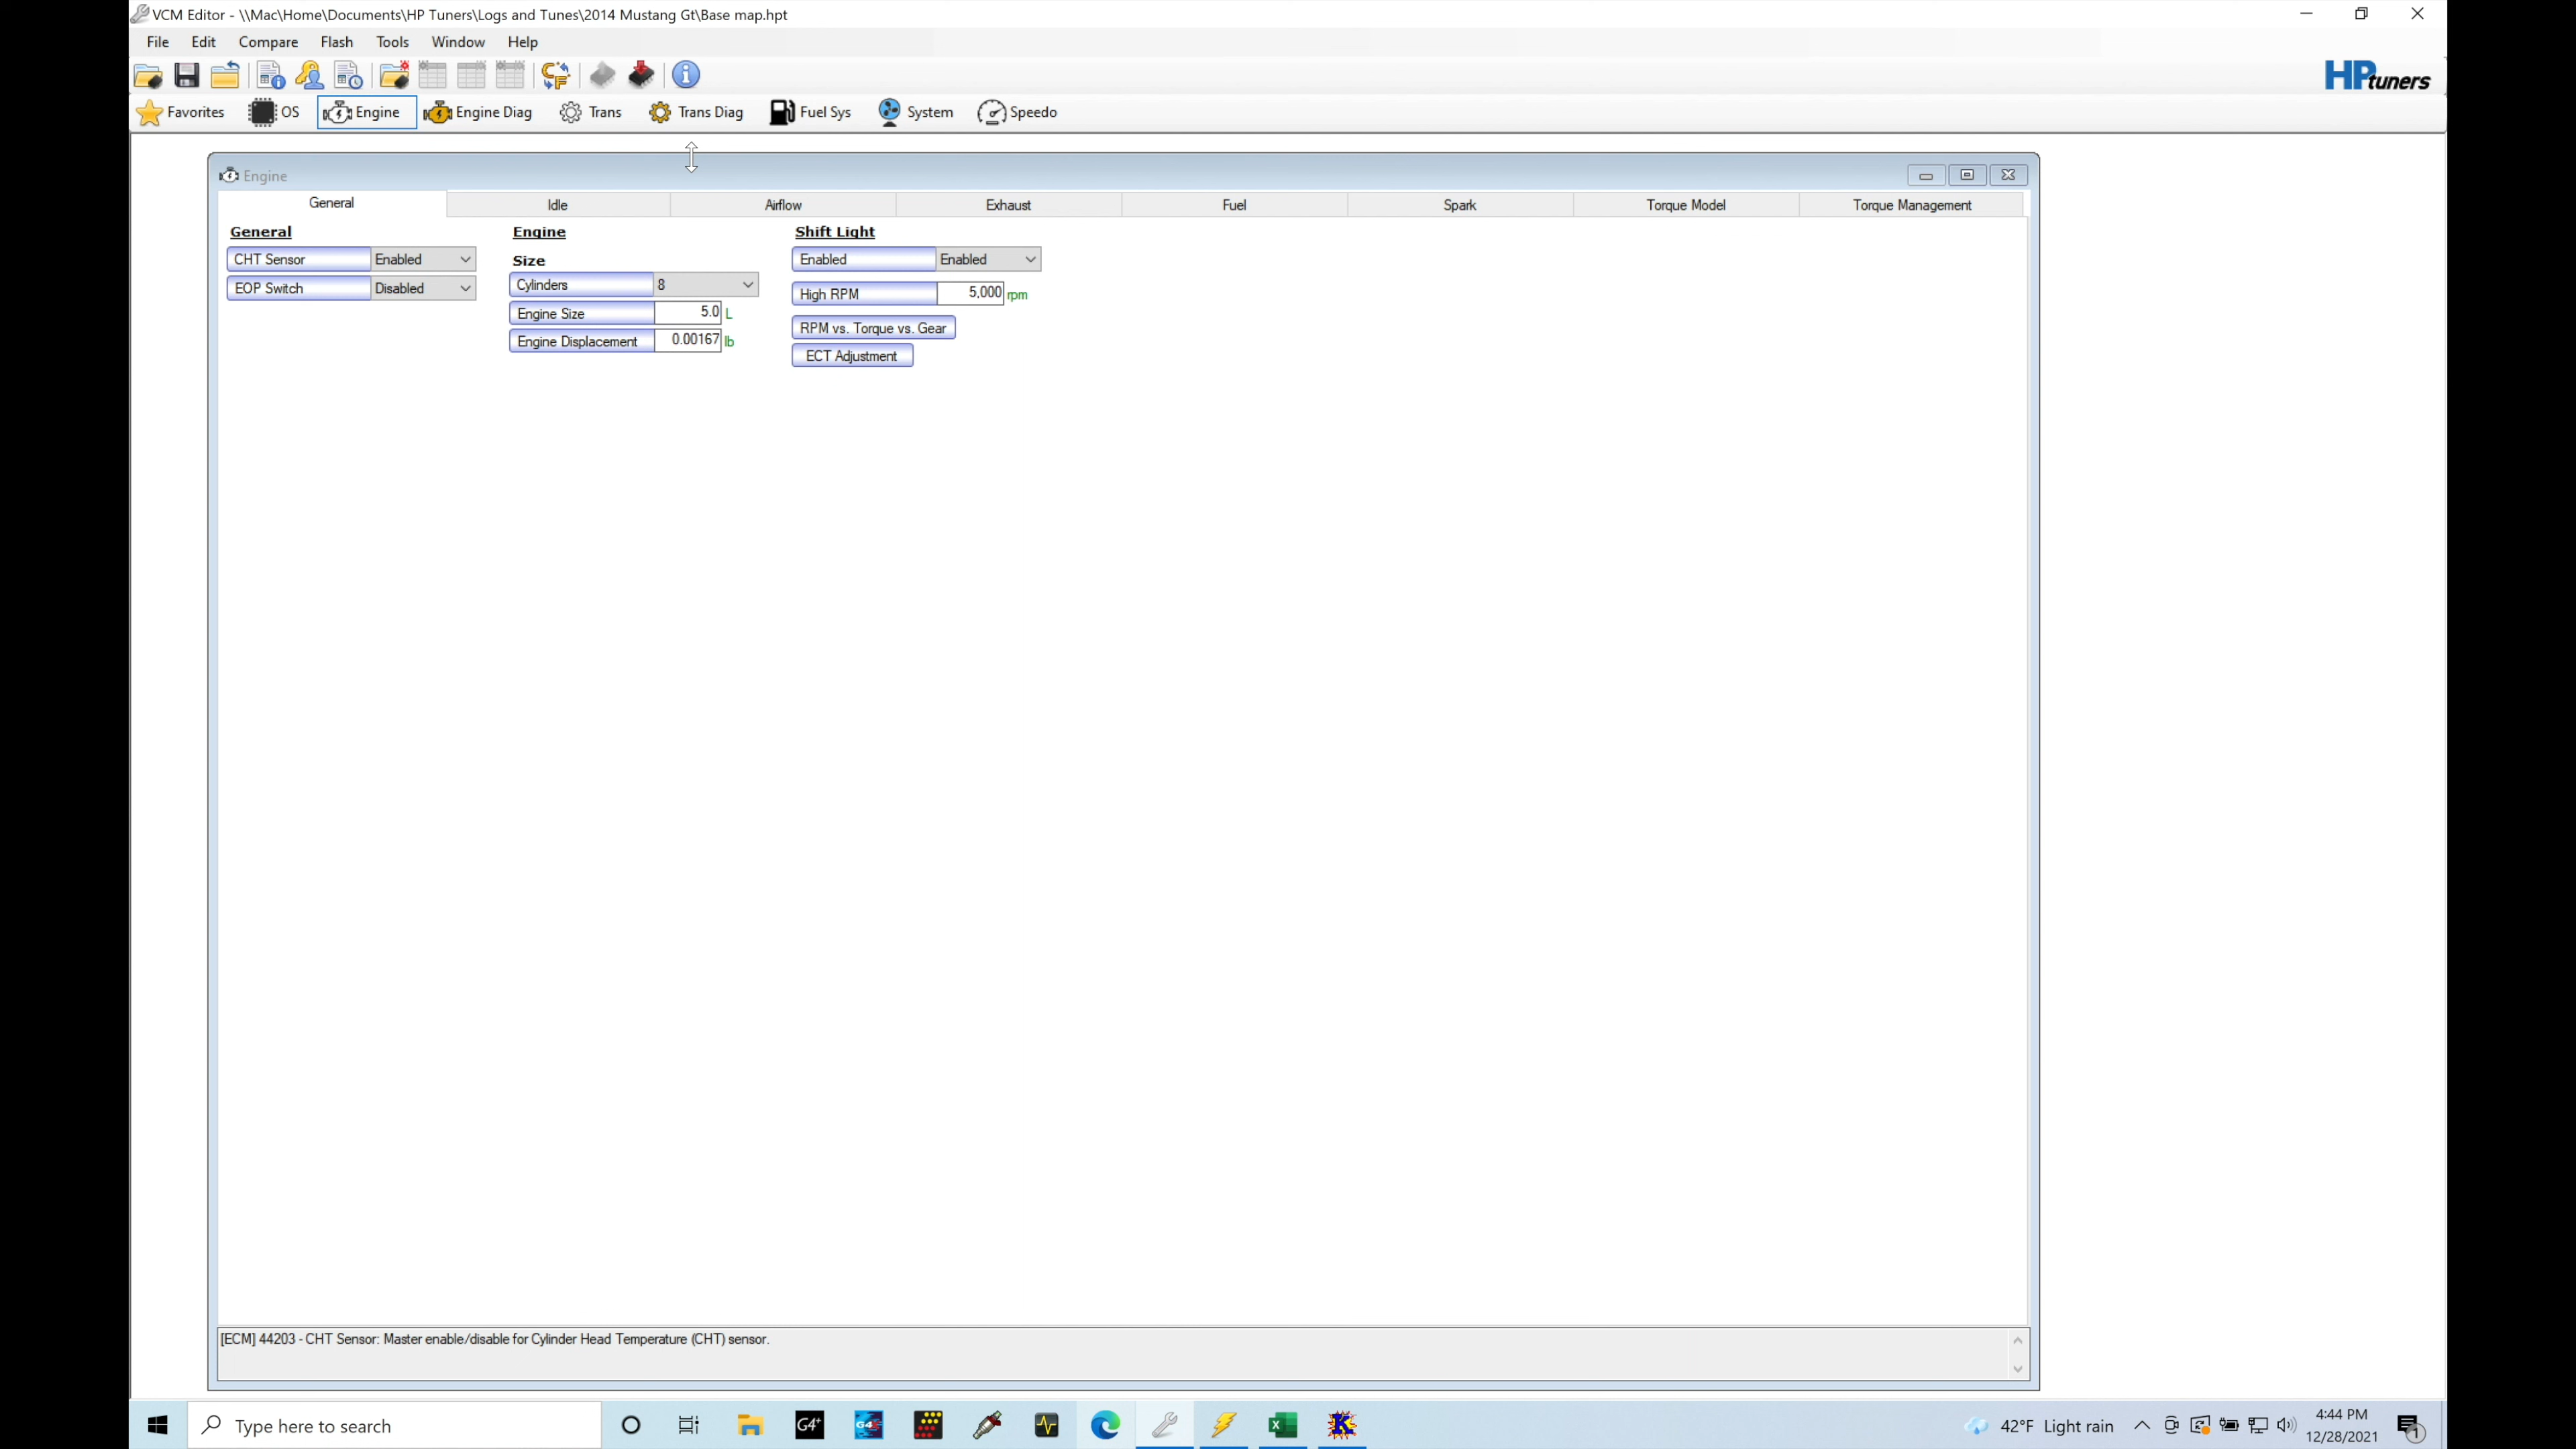 VCM Editor - \\Mac\Home\Documents\HP Tuners\Logs and Tunes\2014 Mustang Gt\Base map.hpt
File Edit Compare Flash Tools Window Help
HPtuners
Favorites OS Engine Engine Diag Trans Trans Diag Fuel Sys System Speedo
Engine
General Idle Airflow Exhaust Fuel Spark Torque Model Torque Management
General
CHT Sensor Enabled
EOP Switch Disabled
Engine
Size
Cylinders 8
Engine Size 5.0 L
Engine Displacement 0.00167 lb
Shift Light
Enabled Enabled
High RPM 5,000 rpm
RPM vs. Torque vs. Gear
ECT Adjustment
[ECM] 44203 - CHT Sensor: Master enable/disable for Cylinder Head Temperature (CHT) sensor.
Type here to search
G4+
G4X
K
42°F Light rain
4:44 PM
12/28/2021
1